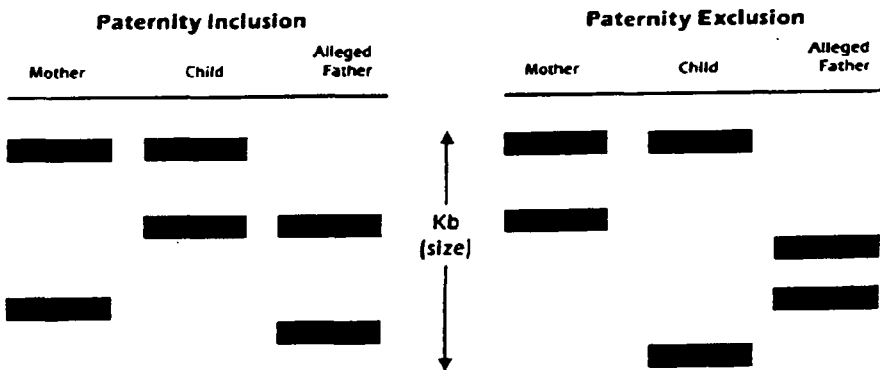 Paternity Inclusion
Mother
Child
Alleged
Father
Kb
(size)
Paternity Exclusion
Mother
Child
Alleged
Father